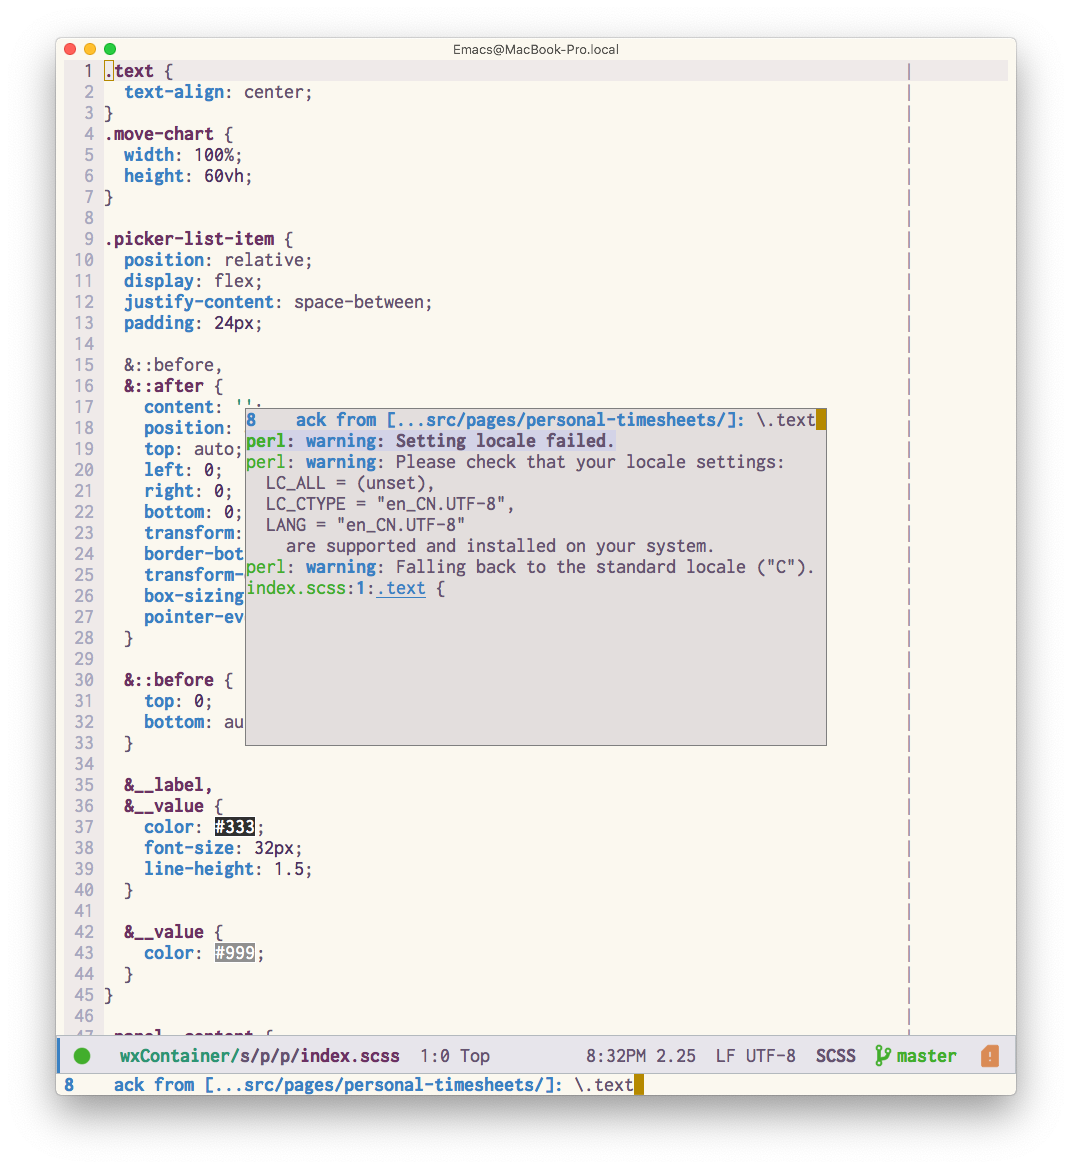 Emacs@MacBook-Pro.local
1 .text {
2 text-align: center;
3 }
4 .move-chart {
5 width: 100%;
6 height: 60vh;
7 }
8
9 .picker-list-item {
10 position: relative;
11 display: flex;
12 justify-content: space-between;
13 padding: 24px;
14
15 &::before,
16 &::after {
17 content: '';
18 position:
19 top: auto;
20 left: 0;
21 right: 0;
22 bottom: 0;
23 transform:
24 border-bot
25 transform-
26 box-sizing
27 pointer-ev
28 }
29
30 &::before {
31 top: 0;
32 bottom: au
33 }
34
35 &__label,
36 &__value {
37 color: #333;
38 font-size: 32px;
39 line-height: 1.5;
40 }
41
42 &__value {
43 color: #999;
44 }
45 }
46
8 ack from [...src/pages/personal-timesheets/]: \.text
perl: warning: Setting locale failed.
perl: warning: Please check that your locale settings:
LC_ALL = (unset),
LC_CTYPE = "en_CN.UTF-8",
LANG = "en_CN.UTF-8"
are supported and installed on your system.
perl: warning: Falling back to the standard locale ("C").
index.scss:1:.text {
wxContainer/s/p/p/index.scss 1:0 Top 8:32PM 2.25 LF UTF-8 SCSS master
8 ack from [...src/pages/personal-timesheets/]: \.text